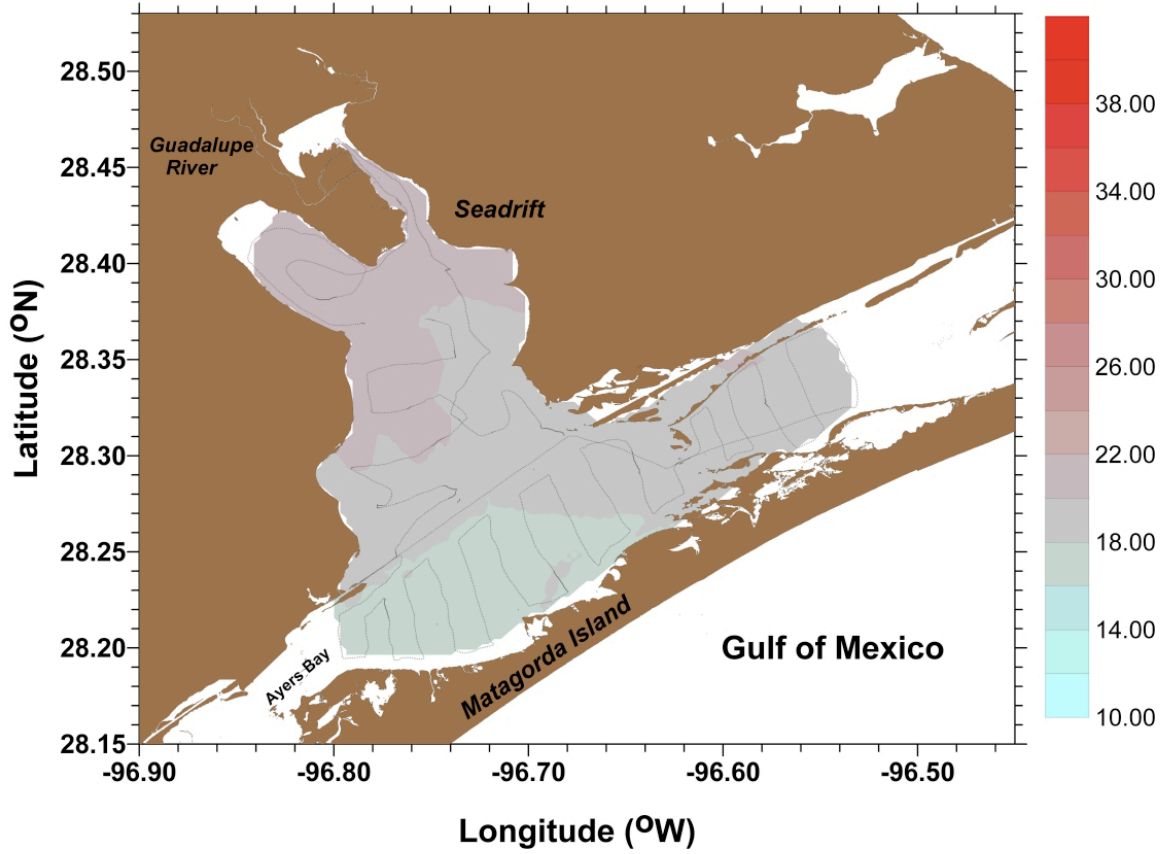 28.50
28.45
28.40
28.35
28.30
28.25
28.20
28.15
Latitude (ºN)
-96.90
-96.80
-96.70
-96.60
-96.50
Longitude (ºW)
Guadalupe
River
Seadrift
Ayers Bay
Matagorda Island
Gulf of Mexico
38.00
34.00
30.00
26.00
22.00
18.00
14.00
10.00